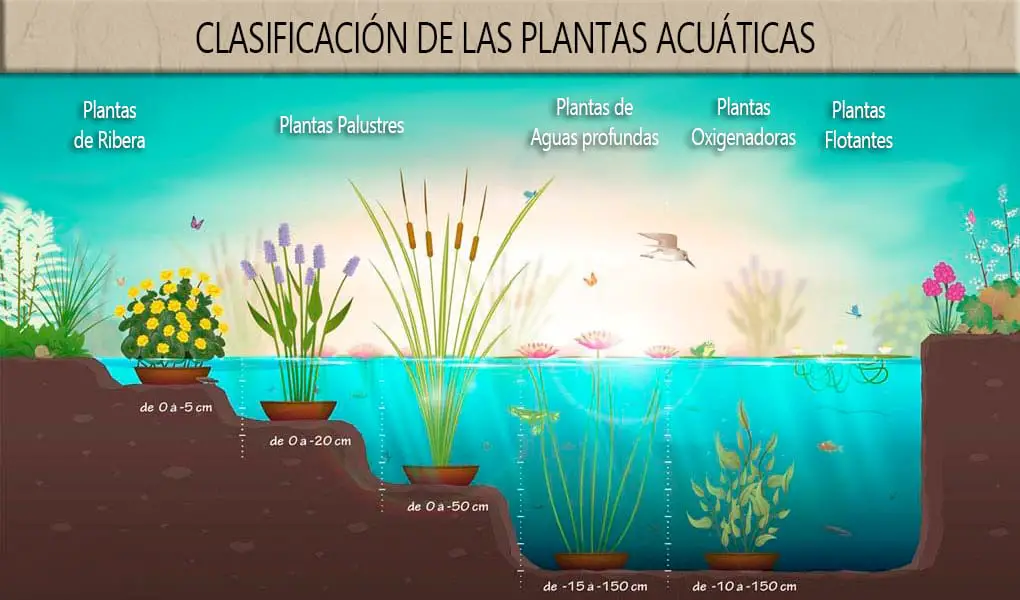 CLASIFICACIÓN DE LAS PLANTAS ACUÁTICAS
Plantas
de Ribera
Plantas Palustres
Plantas de
Aguas profundas
Plantas
Oxigenadoras
Plantas
Flotantes
de 0 a -5 cm
de 0 a -20 cm
de 0 a -50 cm
de -15 a -150 cm
de -10 a -150 cm